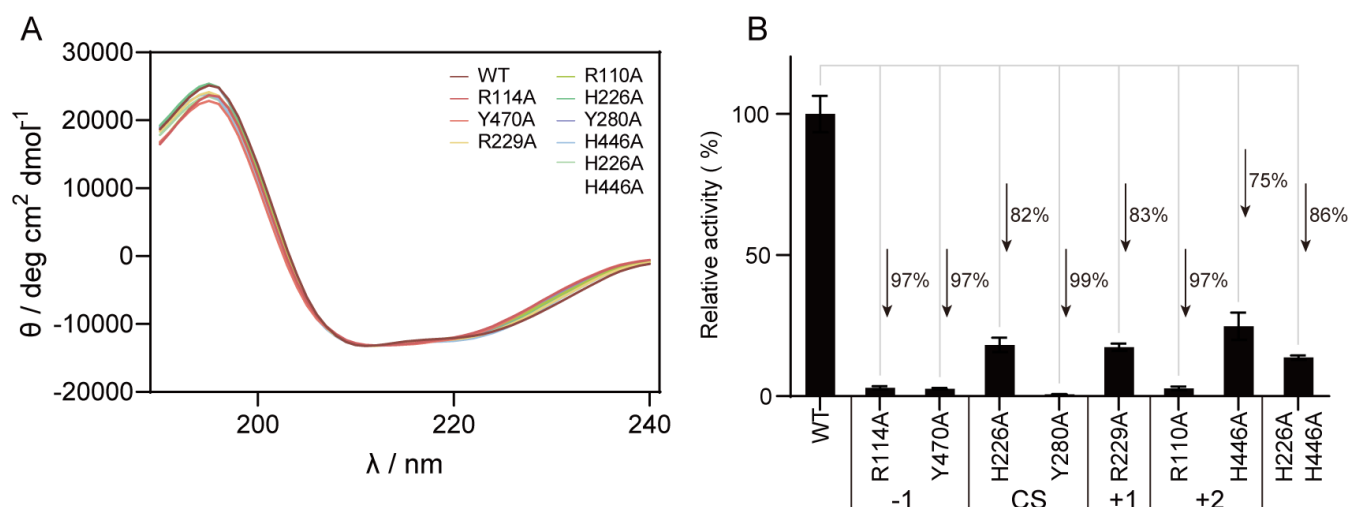 A
30000
20000
10000
0
-10000
-20000
θ / deg cm² dmol⁻¹
200
220
240
λ / nm
WT
R114A
Y470A
R229A
R110A
H226A
Y280A
H446A
H226A
H446A
B
Relative activity ( %)
100
50
0
97%
97%
82%
99%
83%
97%
75%
86%
WT
R114A
Y470A
H226A
Y280A
R229A
R110A
H446A
H226A
H446A
-1
CS
+1
+2